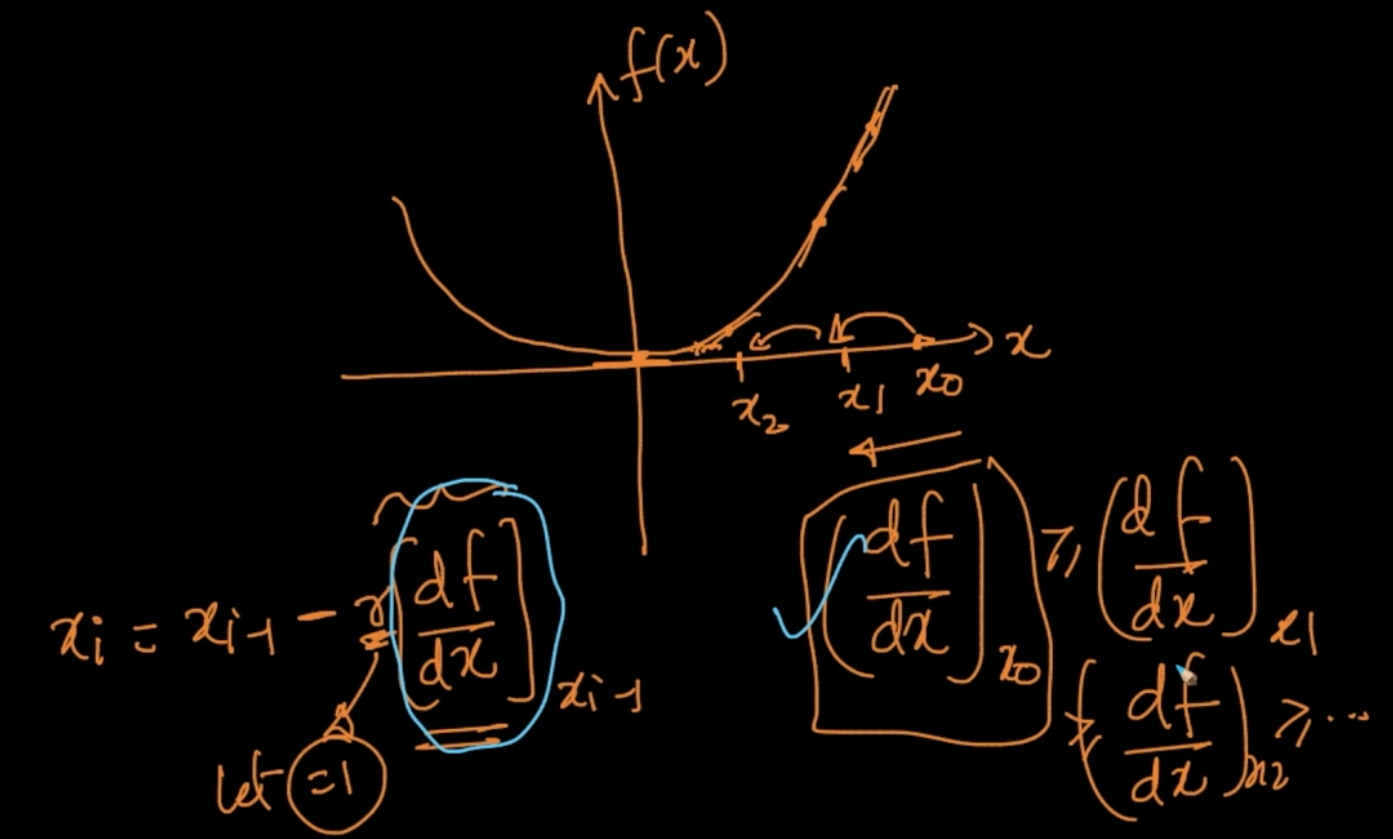 f(x)
x
x₂ x₁ x₀
xᵢ = xᵢ₋₁ - r [df/dx]xᵢ₋₁
let =1
(df/dx]x₀ ≥ (df/dx]x₁
≥ (df/dx)x₂ ≥ ...